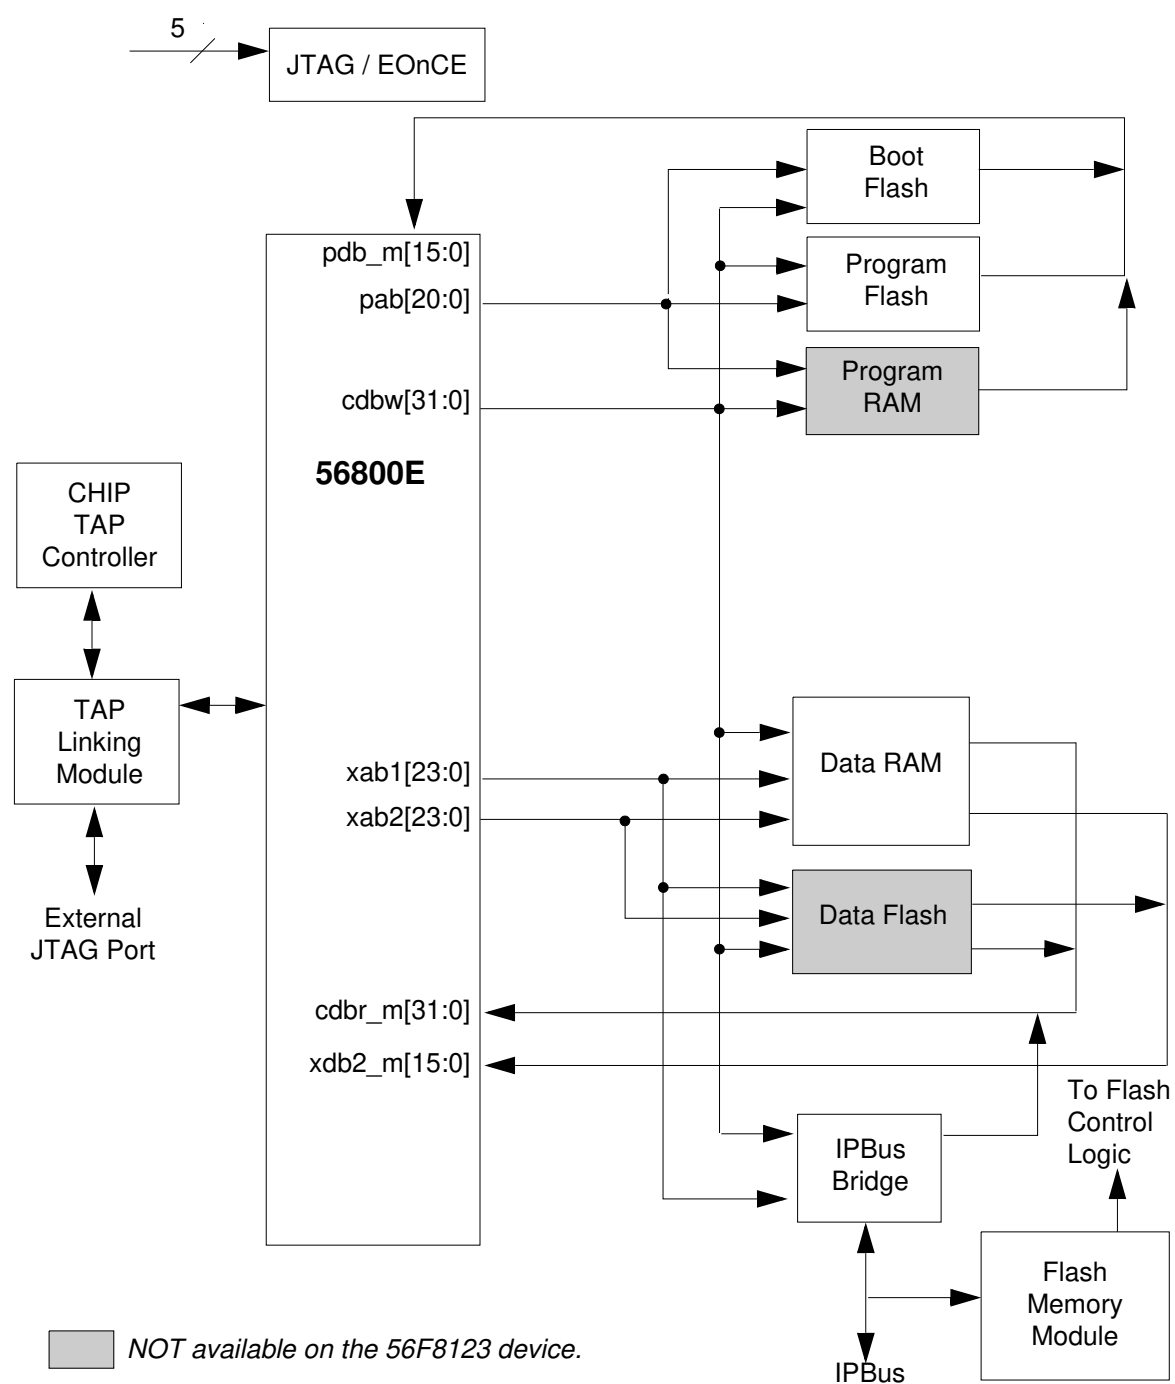 5
JTAG / EOnCE
Boot
Flash
pdb_m[15:0]
Program
Flash
pab[20:0]
Program
RAM
cdbw[31:0]
56800E
CHIP
TAP
Controller
TAP
Linking
Module
Data RAM
xab1[23:0]
xab2[23:0]
External
JTAG Port
Data Flash
cdbr_m[31:0]
xdb2_m[15:0]
To Flash
Control
Logic
IPBus
Bridge
Flash
Memory
Module
NOT available on the 56F8123 device.
IPBus